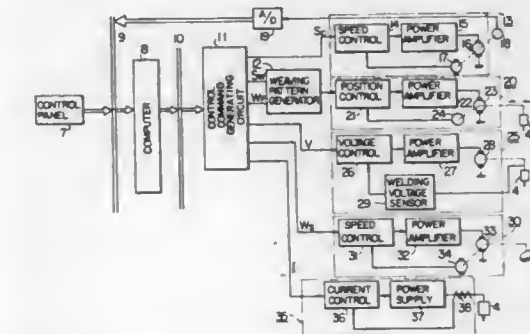 A/D
19
13
9
8
10
11
CONTROL PANEL
7
COMPUTER
CONTROL COMMAND GENERATING CIRCUIT
12
WEAVING PATTERN GENERATOR
14
SPEED CONTROL
15
POWER AMPLIFIER
16
17
18
20
POSITION CONTROL
21
POWER AMPLIFIER
22
23
24
25
4
V
VOLTAGE CONTROL
26
POWER AMPLIFIER
27
28
WELDING VOLTAGE SENSOR
29
4
30
SPEED CONTROL
31
POWER AMPLIFIER
32
33
34
I
35
CURRENT CONTROL
36
POWER SUPPLY
37
38
4